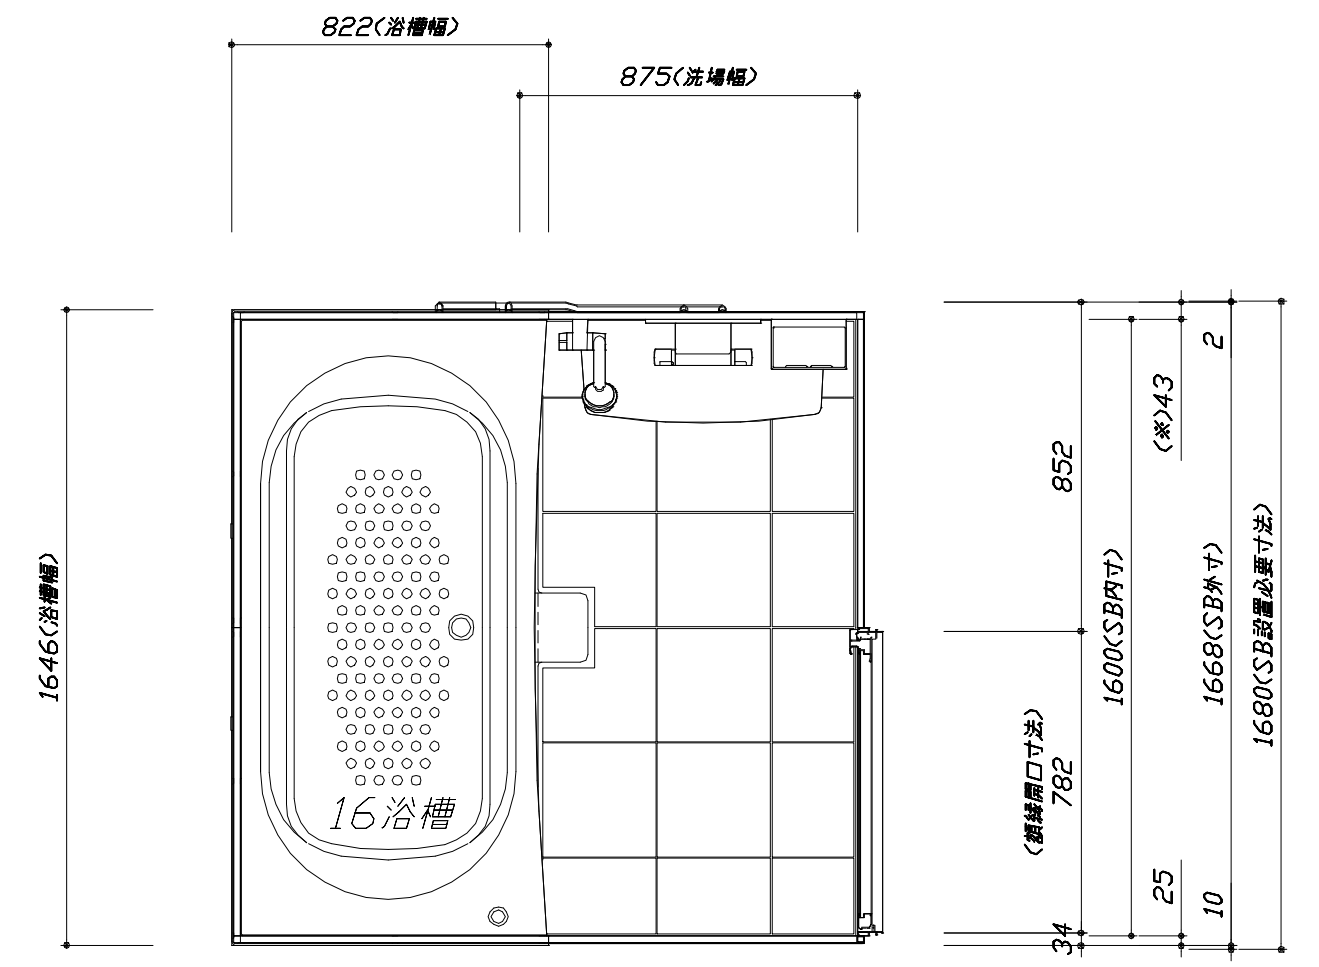 822(浴槽幅)
875(洗場幅)
1646(浴槽幅)
16浴槽
852
(額縁開口寸法)
782
34
1600(SB内寸)
(※)43
25
2
1668(SB外寸)
10
1680(SB設置必要寸法)